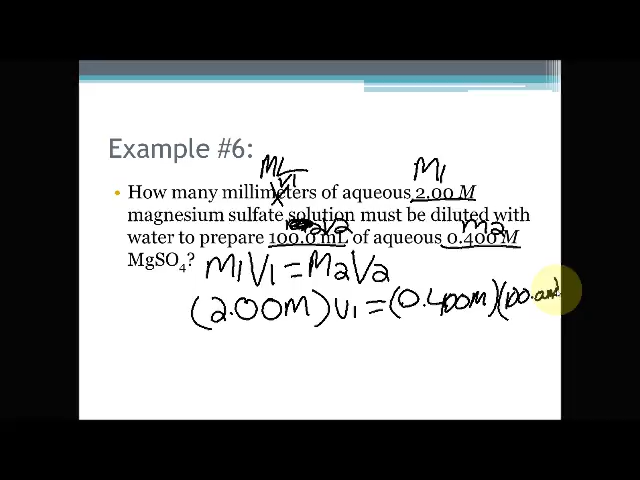 Example #6:
mL
V1
M1
• How many millimeters of aqueous 2.00 M
magnesium sulfate solution must be diluted with
V2
M2
water to prepare 100.0 mL of aqueous 0.400 M
MgSO₄?
M1V1=M2V2
(2.00M)V1=(0.400M)(100.0mL